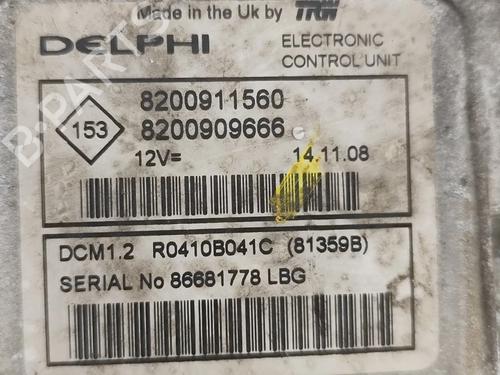 Made in the Uk by TRW
DELPHI
ELECTRONIC
CONTROL UNIT
153
8200911560
8200909666
12V=
14.11.08
DCM1.2 R0410B041C (81359B)
SERIAL No 86681778 LBG
B-PARTS